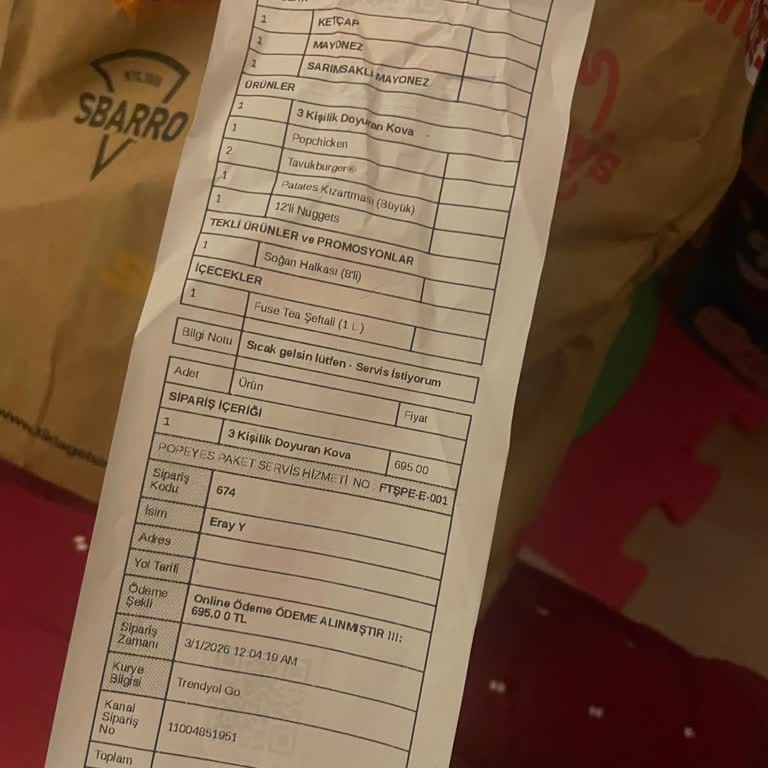 1 KETÇAP
1 MAYONEZ
1 SARIMSAKLI MAYONEZ
ÜRÜNLER
1 3 Kişilik Doyuran Kova
1 Popchicken
2 Tavukburger®
1 Patates Kızartması (Büyük)
1 12'li Nuggets
TEKLİ ÜRÜNLER ve PROMOSYONLAR
1 Soğan Halkası (8'li)
İÇECEKLER
1 Fuse Tea Şeftali (1 L)
Bilgi Notu Sıcak gelsin lütfen - Servis İstiyorum
Adet Ürün Fiyat
SİPARİŞ İÇERİĞİ
1 3 Kişilik Doyuran Kova 695.00
POPEYES PAKET SERVİS HİZMETİ NO : FTŞPE-E-001
Sipariş Kodu 674
İsim Eray Y
Adres
Yol Tarifi
Ödeme Şekli Online Ödeme ÖDEME ALINMIŞTIR !!!:
695.0 0 TL
Sipariş Zamanı 3/1/2026 12:04:19 AM
Kurye Bilgisi Trendyol Go
Kanal Sipariş No 11004851951
Toplam
SBARRO